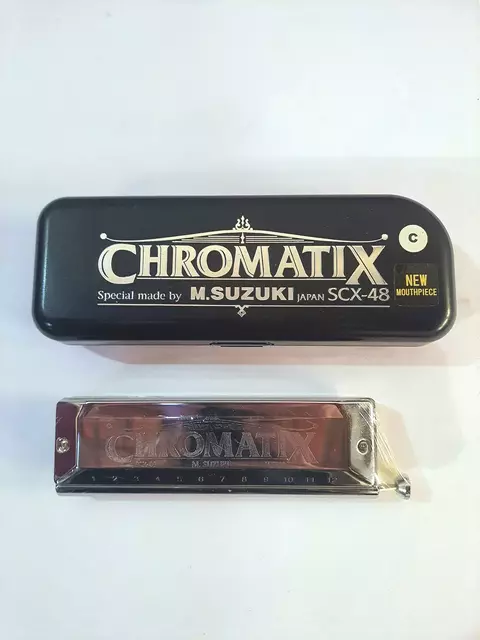 C
CHROMATIX
NEW
MOUTHPIECE
Special made by M.SUZUKI JAPAN SCX-48
CHROMATIX
M. SUZUKI
1 2 3 4 5 6 7 8 9 10 11 12